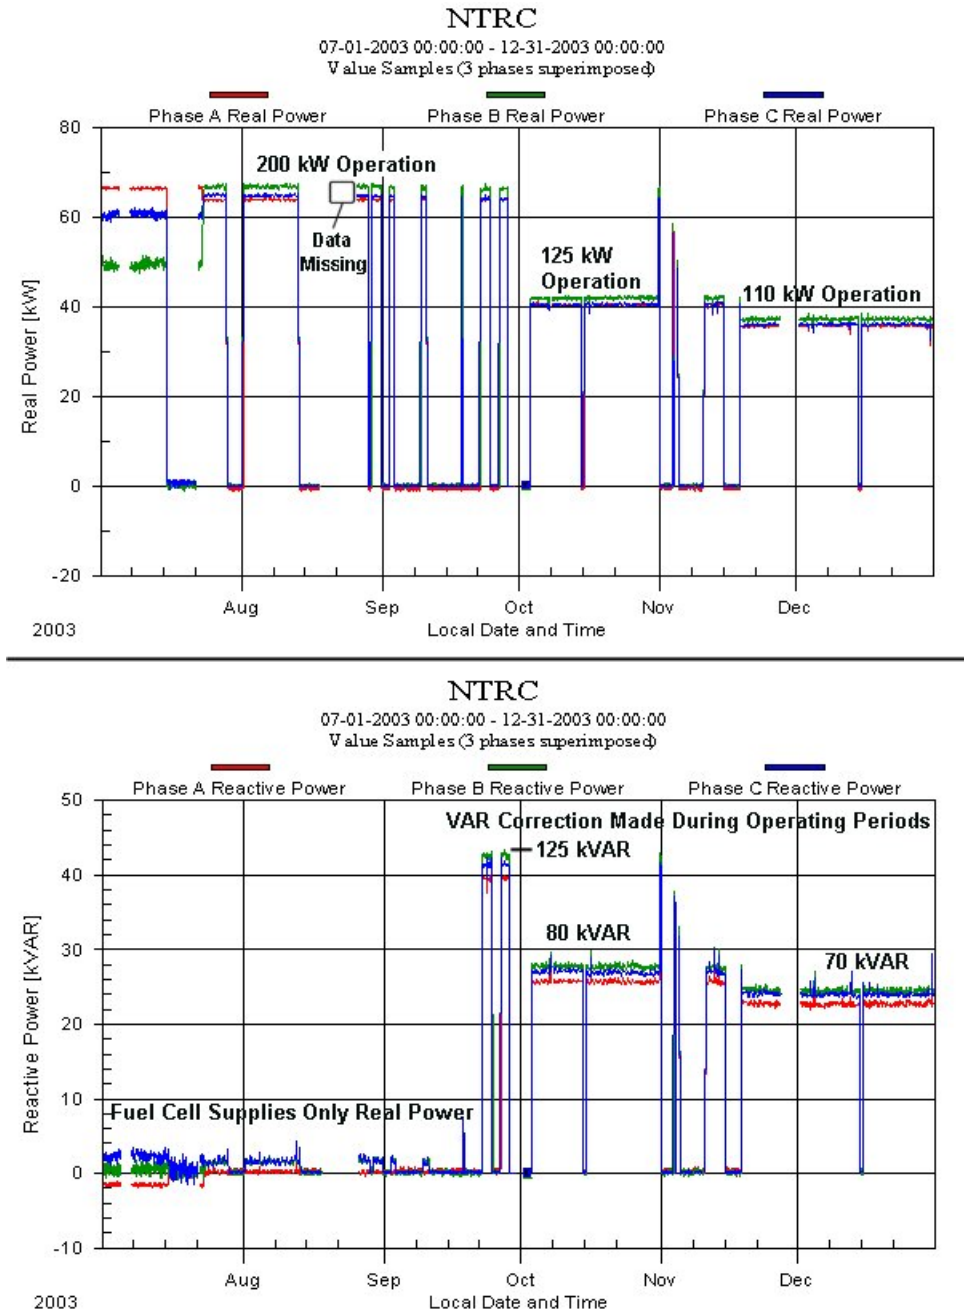 NTRC
07-01-2003 00:00:00 - 12-31-2003 00:00:00
Value Samples (3 phases superimposed)
Phase A Real Power
Phase B Real Power
Phase C Real Power
80
60
40
20
0
-20
Real Power [kW]
200 kW Operation
Data
Missing
125 kW
Operation
110 kW Operation
Aug
Sep
Oct
Nov
Dec
2003
Local Date and Time
NTRC
07-01-2003 00:00:00 - 12-31-2003 00:00:00
Value Samples (3 phases superimposed)
Phase A Reactive Power
Phase B Reactive Power
Phase C Reactive Power
50
40
30
20
10
0
-10
Reactive Power [kVAR]
VAR Correction Made During Operating Periods
125 kVAR
80 kVAR
70 kVAR
Fuel Cell Supplies Only Real Power
Aug
Sep
Oct
Nov
Dec
2003
Local Date and Time